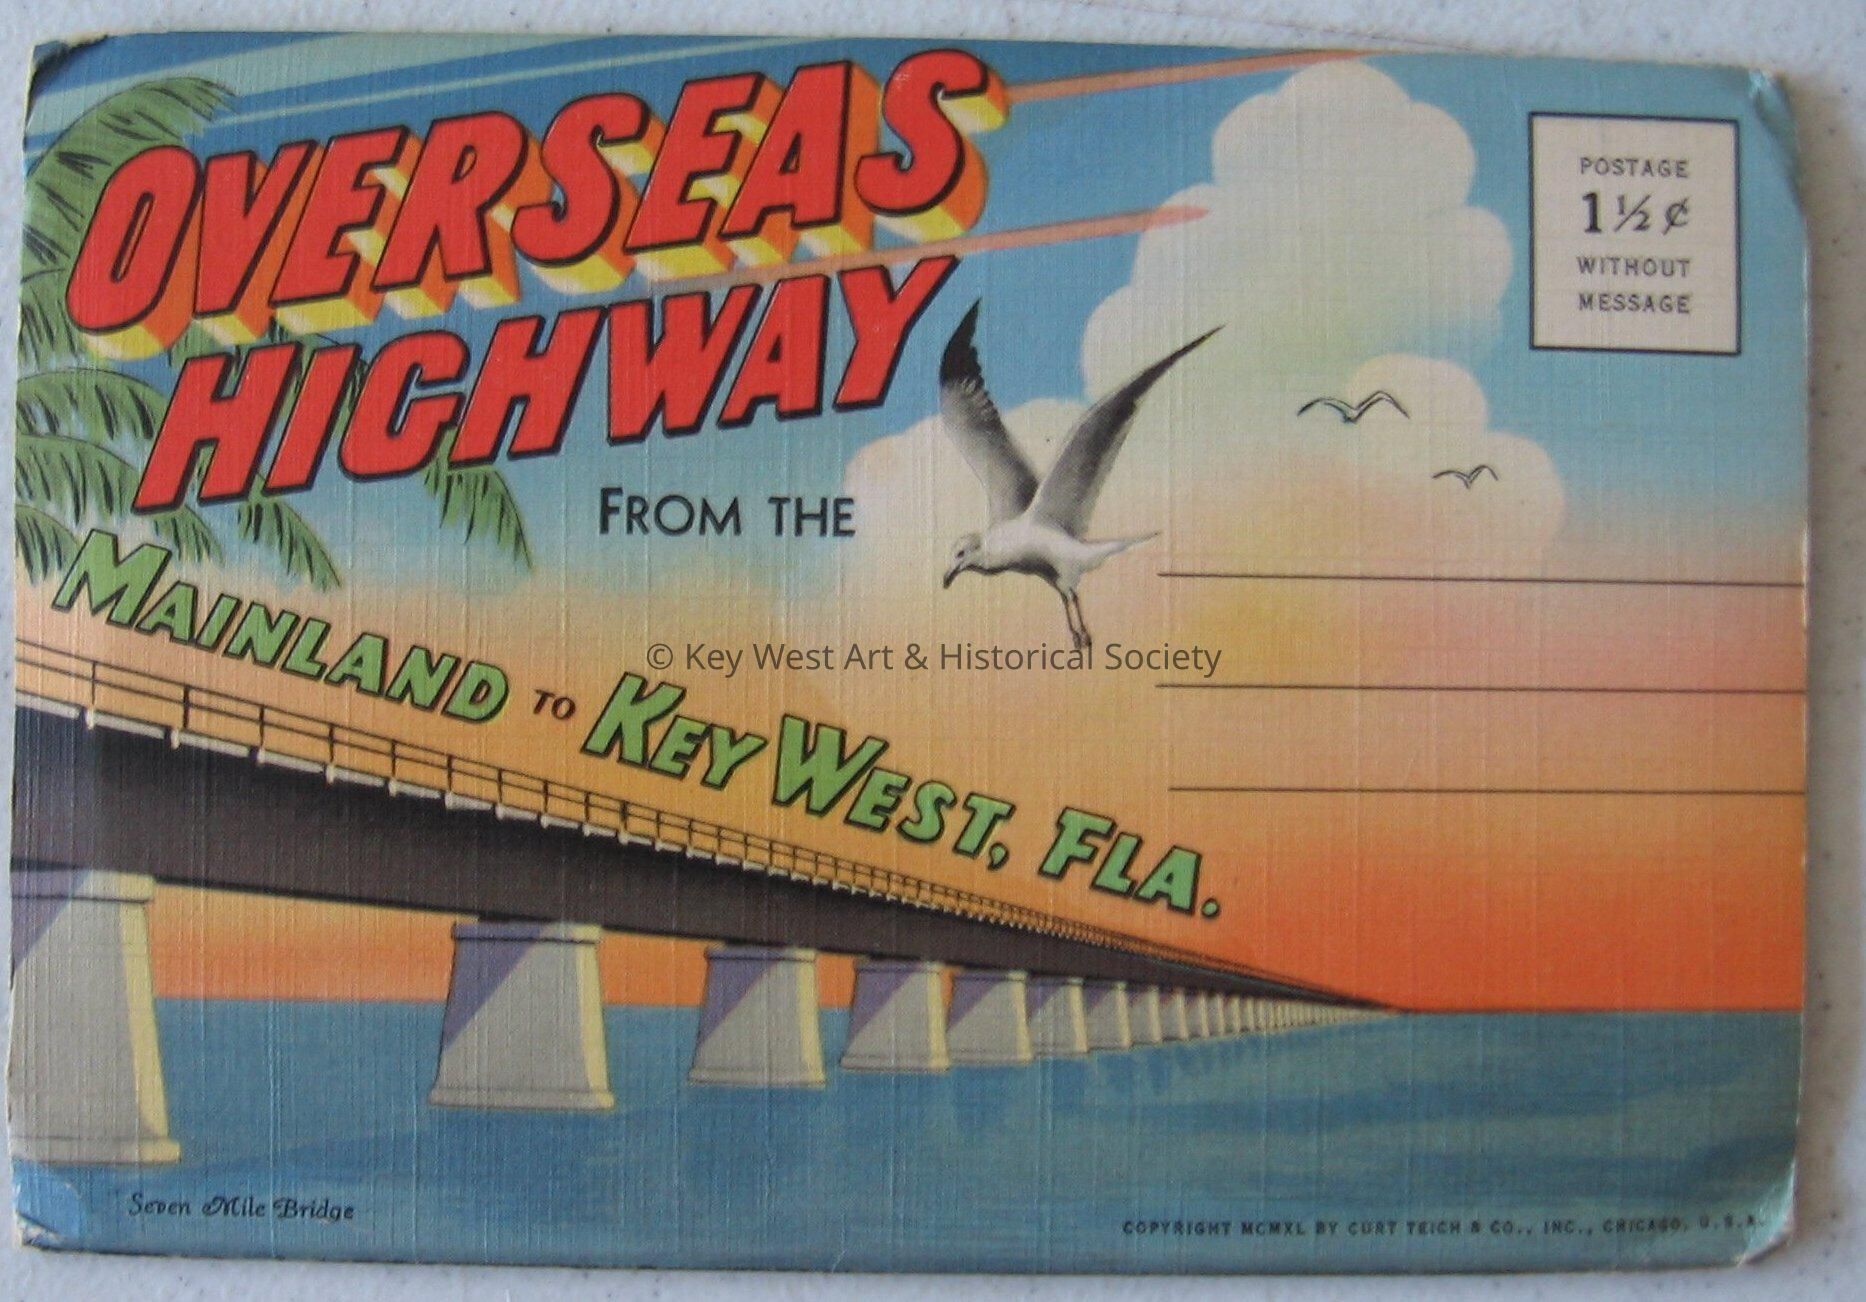 OVERSEAS
HIGHWAY
FROM THE
MAINLAND TO KEY WEST, FLA.
POSTAGE
1½¢
WITHOUT
MESSAGE
© Key West Art & Historical Society
Seven Mile Bridge
COPYRIGHT MCMXL BY CURT TEICH & CO., INC., CHICAGO, U.S.A.